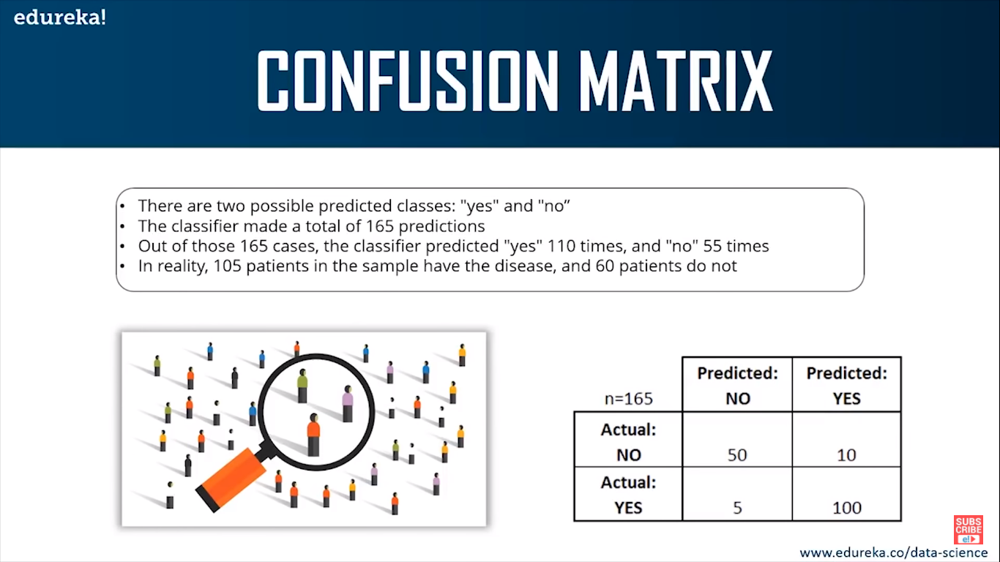 edureka!
CONFUSION MATRIX
• There are two possible predicted classes: "yes" and "no”
• The classifier made a total of 165 predictions
• Out of those 165 cases, the classifier predicted "yes" 110 times, and "no" 55 times
• In reality, 105 patients in the sample have the disease, and 60 patients do not
n=165
Predicted:
NO
Predicted:
YES
Actual:
NO
50
10
Actual:
YES
5
100
SUBS
CRIBE
e!
www.edureka.co/data-science